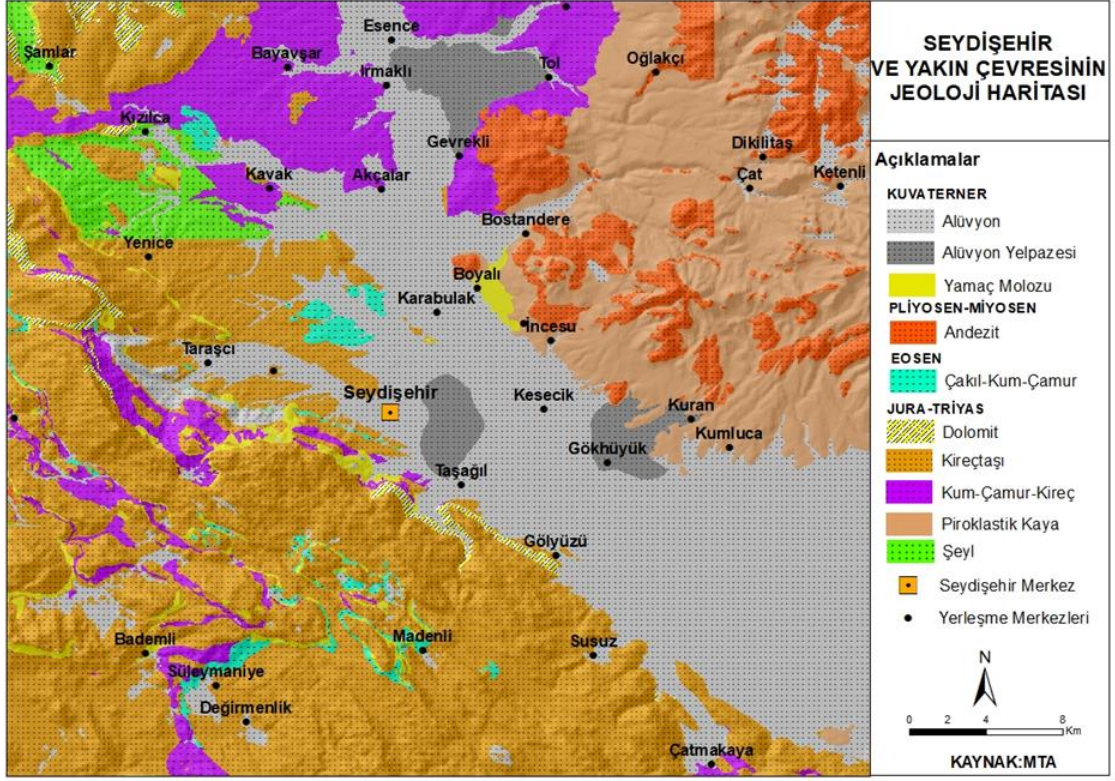 SEYDİŞEHİR
VE YAKIN ÇEVRESİNİN
JEOLOJİ HARİTASI
Açıklamalar
KUVATERNER
Alüvyon
Alüvyon Yelpazesi
Yamaç Molozu
PLİYOSEN-MİYOSEN
Andezit
EOSEN
Çakıl-Kum-Çamur
JURA-TRİYAS
Dolomit
Kireçtaşı
Kum-Çamur-Kireç
Piroklastik Kaya
Şeyl
Seydişehir Merkez
Yerleşme Merkezleri
N
0 2 4 8
Km
KAYNAK:MTA
Esence
Şamlar
Bayavşar
Irmaklı
Tol
Oğlakçı
Kızılca
Gevrekli
Dikilitaş
Kavak
Akçalar
Çat
Ketenli
Bostandere
Yenice
Boyalı
Karabulak
İncesu
Taraşcı
Seydişehir
Kesecik
Kuran
Kumluca
Gökhüyük
Taşağıl
Gölyüzü
Bademli
Madenli
Susuz
Süleymaniye
Değirmenlik
Çatmakaya